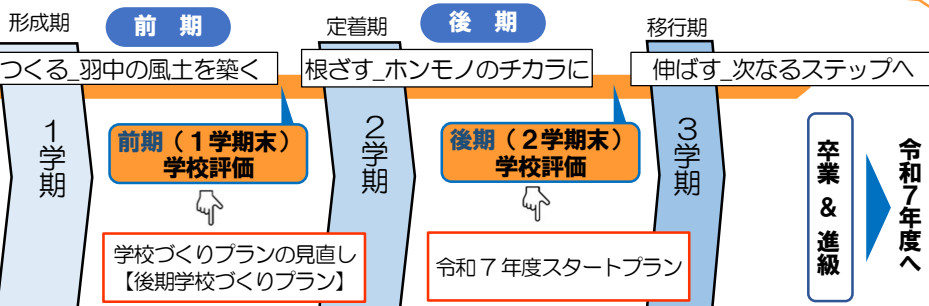 形成期
前 期
定着期
後 期
移行期
つくる_羽中の風土を築く
根ざす_ホンモノのチカラに
伸ばす_次なるステップへ
1学期
前期(1学期末)
学校評価
2学期
後期(2学期末)
学校評価
3学期
卒業 & 進級
令和7年度へ
学校づくりプランの見直し
【後期学校づくりプラン】
令和7年度スタートプラン